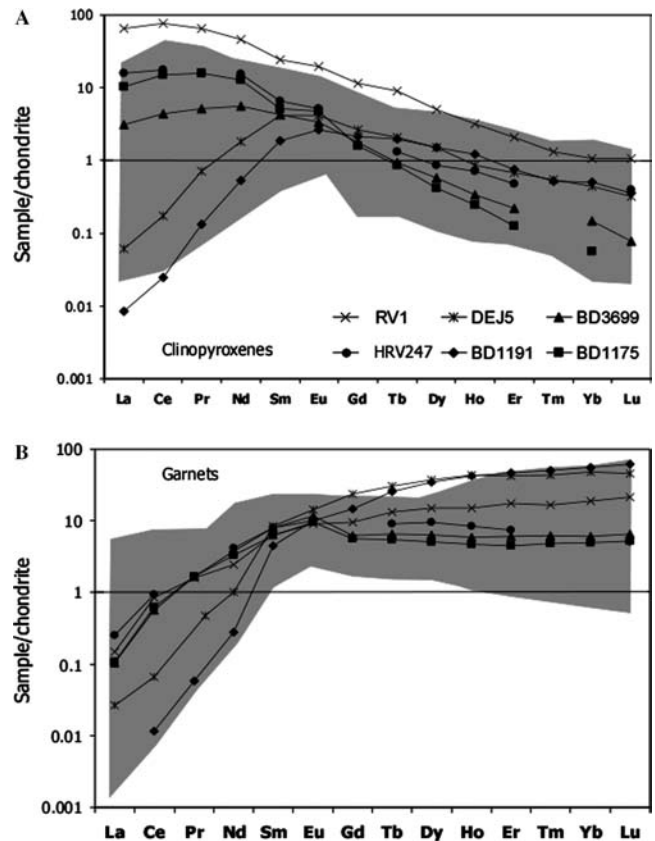 A
100
10
1
0.1
0.01
0.001
Sample/chondrite
RV1 DEJ5 BD3699
HRV247 BD1191 BD1175
Clinopyroxenes
La Ce Pr Nd Sm Eu Gd Tb Dy Ho Er Tm Yb Lu
B
100
10
1
0.1
0.01
0.001
Sample/chondrite
Garnets
La Ce Pr Nd Sm Eu Gd Tb Dy Ho Er Tm Yb Lu